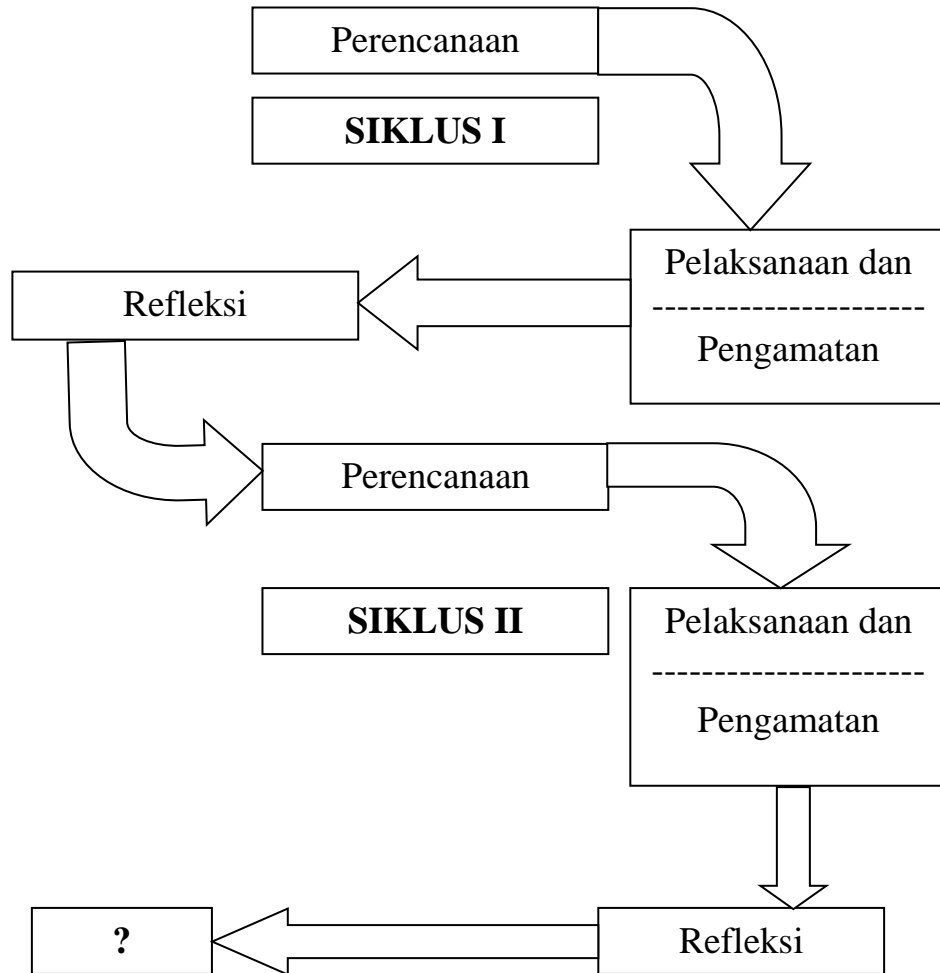 Perencanaan
SIKLUS I
Pelaksanaan dan
------------------------
Pengamatan
Refleksi
Perencanaan
SIKLUS II
Pelaksanaan dan
------------------------
Pengamatan
?
Refleksi